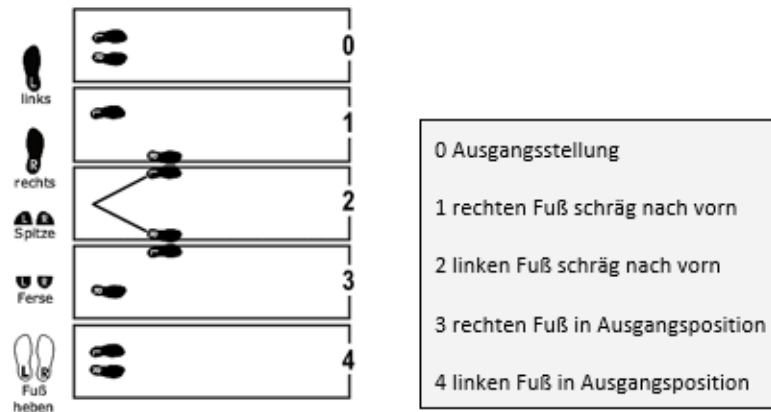 L
links
R
rechts
L R
Spitze
L R
Ferse
L R
Fuß
heben
0
1
2
3
4
0 Ausgangsstellung
1 rechten Fuß schräg nach vorn
2 linken Fuß schräg nach vorn
3 rechten Fuß in Ausgangsposition
4 linken Fuß in Ausgangsposition